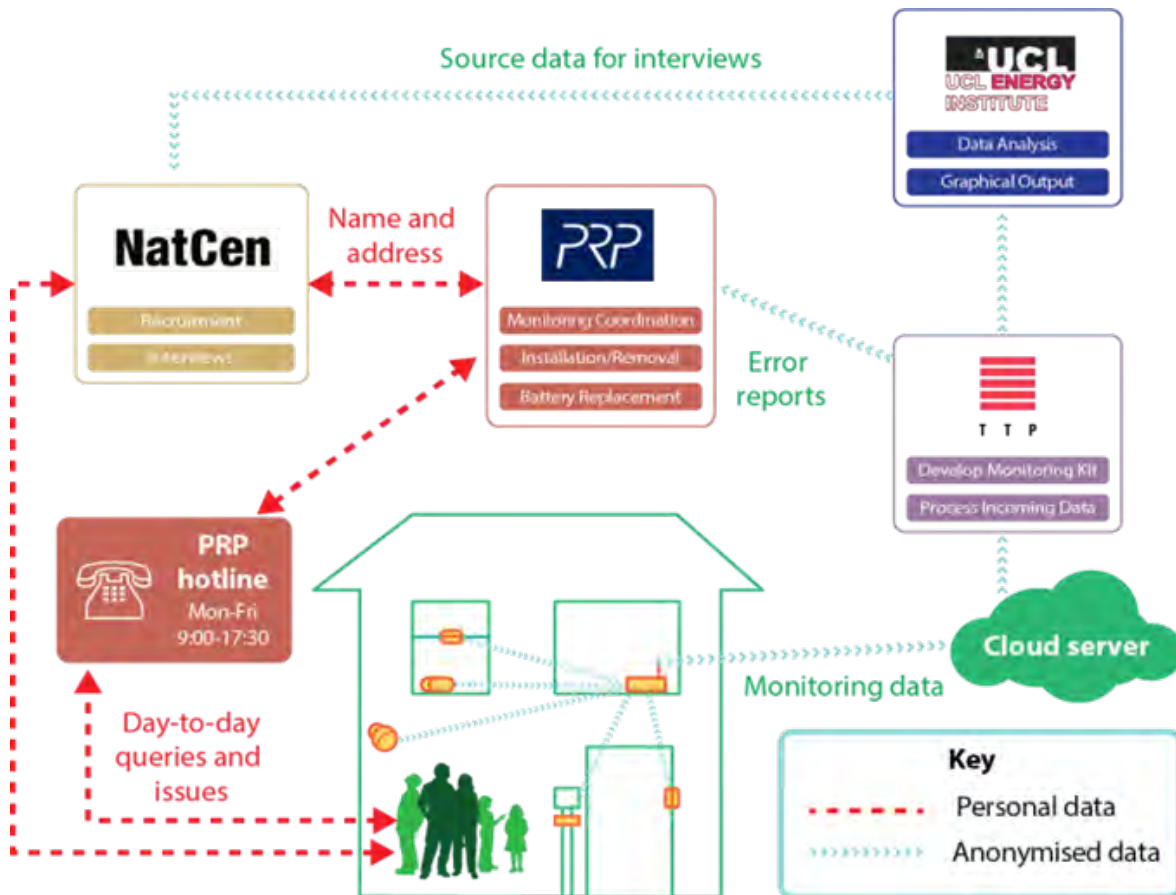 Source data for interviews
UCL
UCL ENERGY
INSTITUTE
Data Analysis
Graphical Output
NatCen
Recruitment
Interviews
Name and
address
PRP
Monitoring Coordination
Installation/Removal
Battery Replacement
Error
reports
T T P
Develop Monitoring Kit
Process Incoming Data
PRP
hotline
Mon-Fri
9:00-17:30
Cloud server
Monitoring data
Day-to-day
queries and
issues
Key
Personal data
Anonymised data